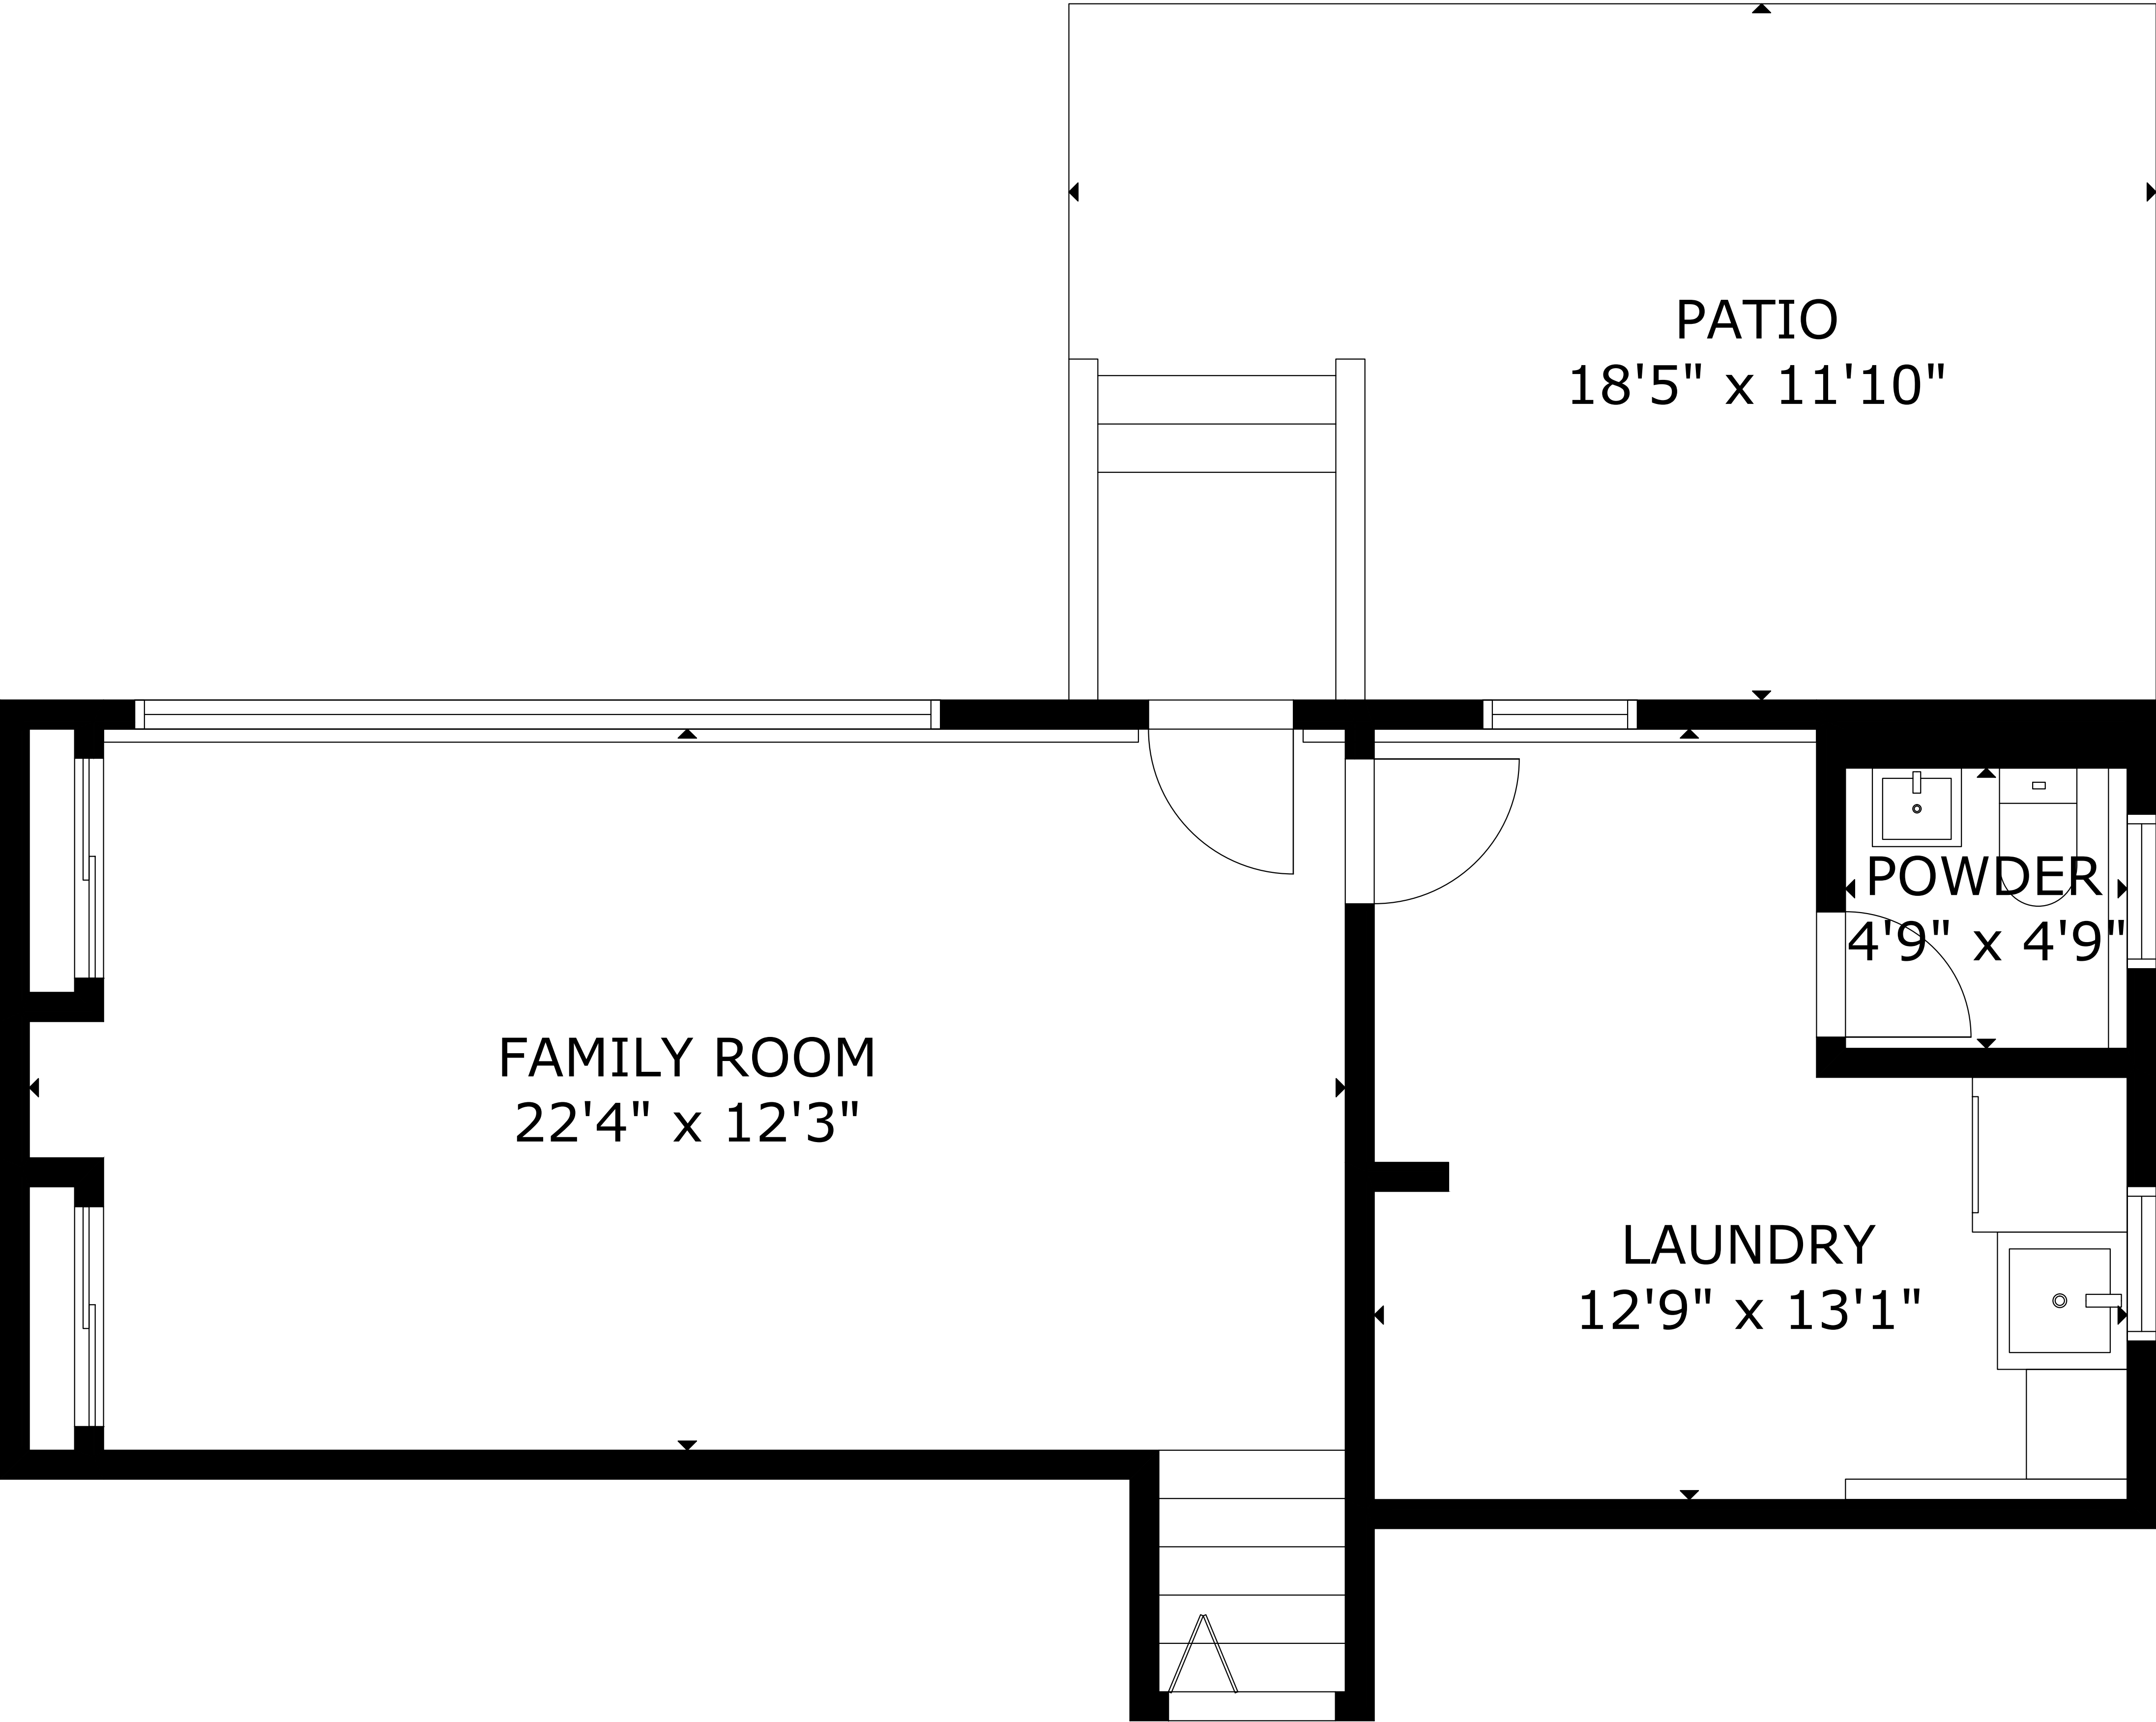 PATIO
18'5" x 11'10"
POWDER
4'9" x 4'9"
FAMILY ROOM
22'4" x 12'3"
LAUNDRY
12'9" x 13'1"